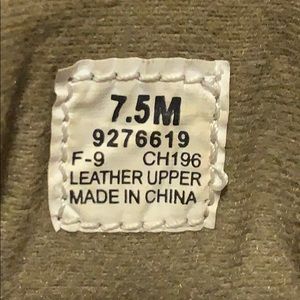 7.5M
9276619
F-9 CH196
LEATHER UPPER
MADE IN CHINA